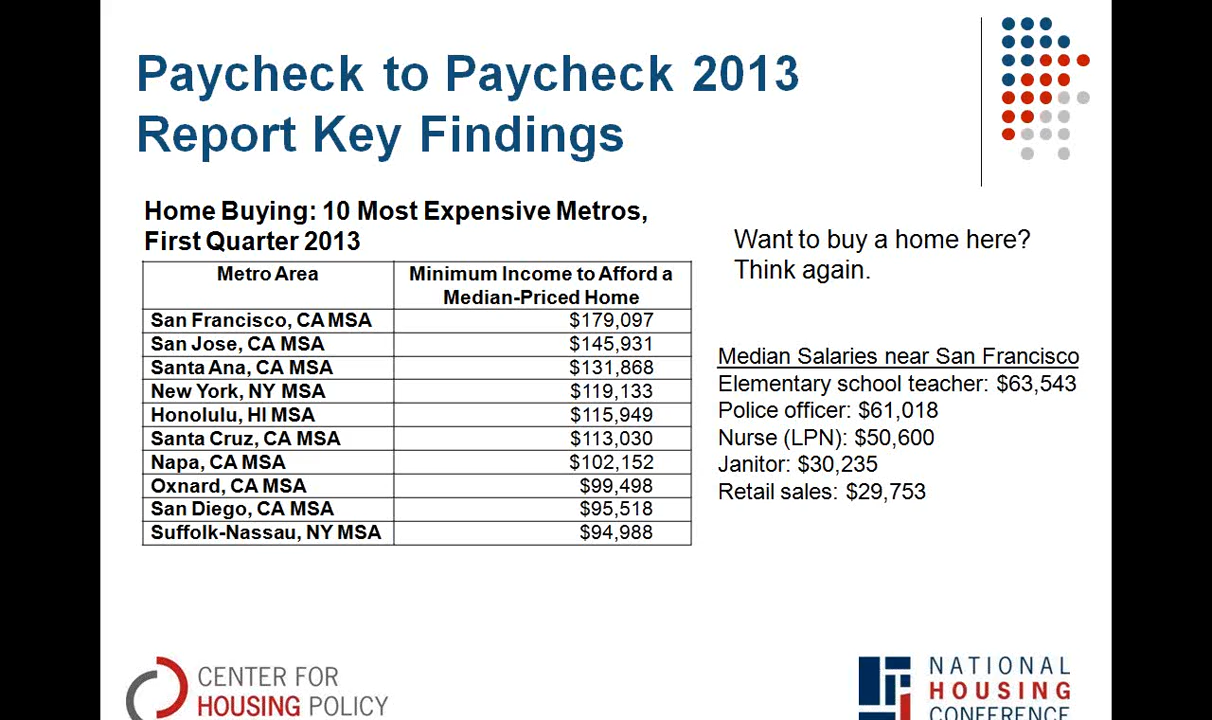 Paycheck to Paycheck 2013
Report Key Findings
Home Buying: 10 Most Expensive Metros,
First Quarter 2013
Metro Area	Minimum Income to Afford a
Median-Priced Home
San Francisco, CA MSA	$179,097
San Jose, CA MSA	$145,931
Santa Ana, CA MSA	$131,868
New York, NY MSA	$119,133
Honolulu, HI MSA	$115,949
Santa Cruz, CA MSA	$113,030
Napa, CA MSA	$102,152
Oxnard, CA MSA	$99,498
San Diego, CA MSA	$95,518
Suffolk-Nassau, NY MSA	$94,988
Want to buy a home here?
Think again.
Median Salaries near San Francisco
Elementary school teacher: $63,543
Police officer: $61,018
Nurse (LPN): $50,600
Janitor: $30,235
Retail sales: $29,753
CENTER FOR
HOUSING POLICY
NATIONAL
HOUSING
CONFERENCE